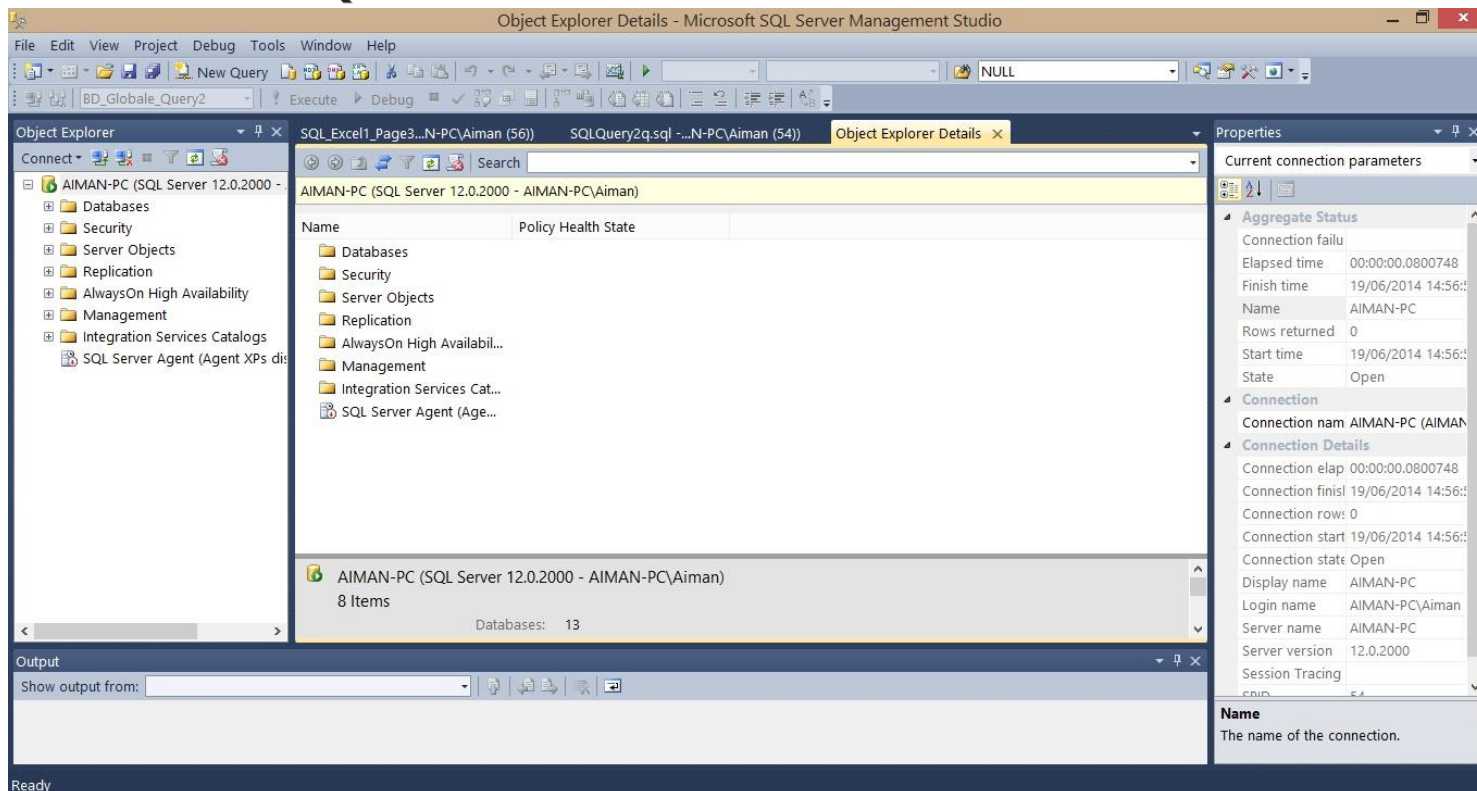 Object Explorer Details - Microsoft SQL Server Management Studio
File Edit View Project Debug Tools Window Help
New Query NULL
BD_Globale_Query2 Execute Debug
Object Explorer
Connect
AIMAN-PC (SQL Server 12.0.2000 -
Databases
Security
Server Objects
Replication
AlwaysOn High Availability
Management
Integration Services Catalogs
SQL Server Agent (Agent XPs dis
SQL_Excel1_Page3...N-PC\Aiman (56)) SQLQuery2q.sql -...N-PC\Aiman (54)) Object Explorer Details
Search
AIMAN-PC (SQL Server 12.0.2000 - AIMAN-PC\Aiman)
Name Policy Health State
Databases
Security
Server Objects
Replication
AlwaysOn High Availabil...
Management
Integration Services Cat...
SQL Server Agent (Age...
AIMAN-PC (SQL Server 12.0.2000 - AIMAN-PC\Aiman)
8 Items
Databases: 13
Output
Show output from:
Properties
Current connection parameters
Aggregate Status
Connection failu
Elapsed time 00:00:00.0800748
Finish time 19/06/2014 14:56:5
Name AIMAN-PC
Rows returned 0
Start time 19/06/2014 14:56:5
State Open
Connection
Connection nam AIMAN-PC (AIMAN
Connection Details
Connection elap 00:00:00.0800748
Connection finisl 19/06/2014 14:56:5
Connection rows 0
Connection start 19/06/2014 14:56:5
Connection state Open
Display name AIMAN-PC
Login name AIMAN-PC\Aiman
Server name AIMAN-PC
Server version 12.0.2000
Session Tracing
SPID 54
Name
The name of the connection.
Ready